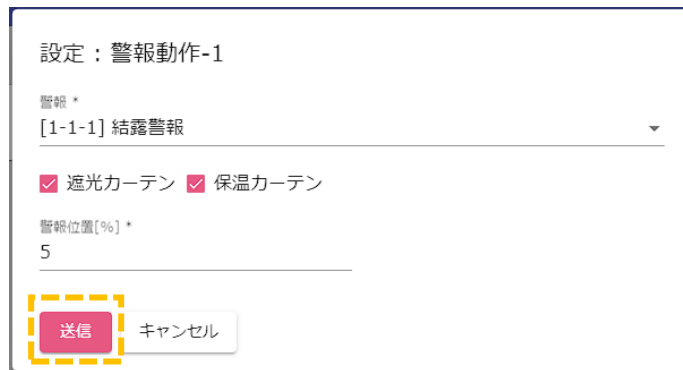 設定：警報動作-1
警報 *
[1-1-1] 結露警報
遮光カーテン 保温カーテン
警報位置[%] *
5
送信 キャンセル